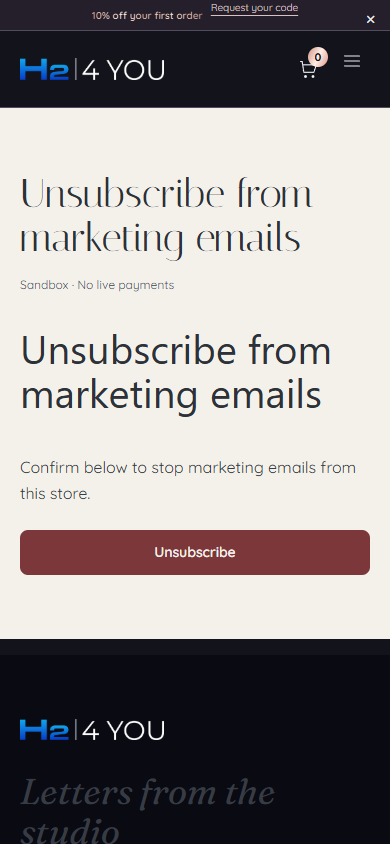 10% off your first order Request your code ×
H2 | 4 YOU 0
Unsubscribe from
marketing emails
Sandbox · No live payments
Unsubscribe from
marketing emails
Confirm below to stop marketing emails from
this store.
Unsubscribe
H2 | 4 YOU
Letters from the
studio